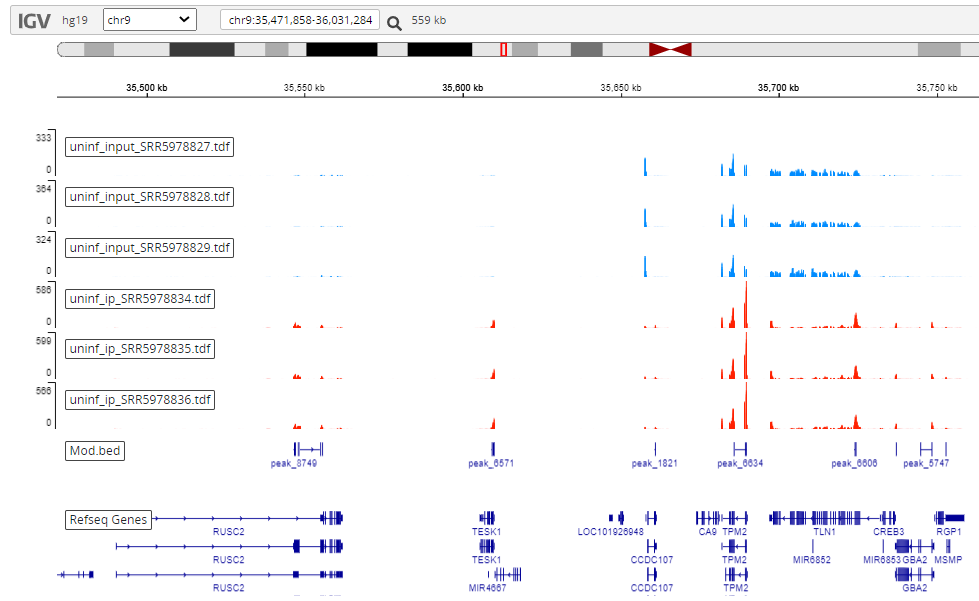 IGV hg19 chr9 chr9:35,471,858-36,031,284 559 kb
35,500 kb 35,550 kb 35,600 kb 35,650 kb 35,700 kb 35,750 kb
333
uninf_input_SRR5978827.tdf
0
364
uninf_input_SRR5978828.tdf
0
324
uninf_input_SRR5978829.tdf
0
586
uninf_ip_SRR5978834.tdf
0
599
uninf_ip_SRR5978835.tdf
0
566
uninf_ip_SRR5978836.tdf
0
Mod.bed
peak_8749 peak_6571 peak_1821 peak_6634 peak_6606 peak_5747
Refseq Genes
RUSC2 TESK1 LOC101926948 CA9 TPM2 TLN1 CREB3 RGP1
RUSC2 TESK1 CCDC107 TPM2 MIR6852 MIR6853 GBA2 MSMP
RUSC2 MIR4667 CCDC107 TPM2 GBA2